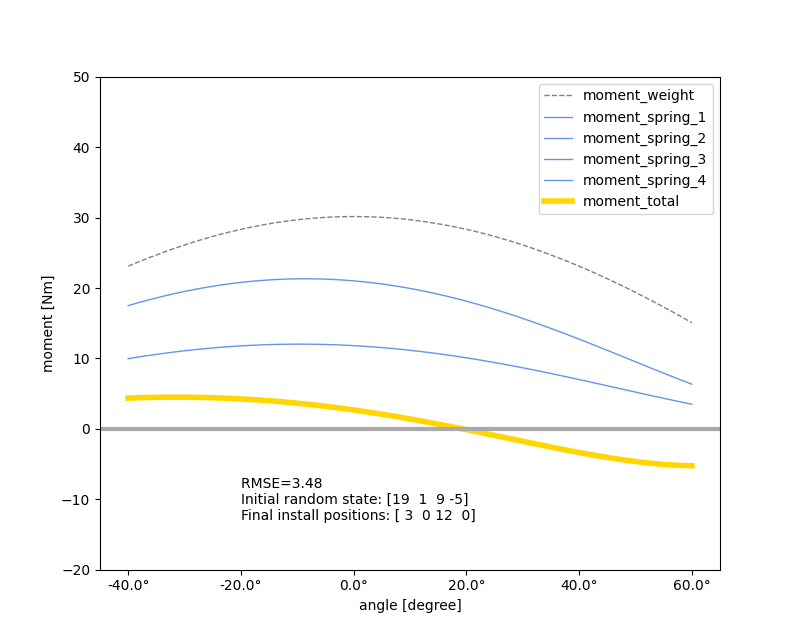 50
40
30
20
10
0
−10
−20
moment [Nm]
moment_weight
moment_spring_1
moment_spring_2
moment_spring_3
moment_spring_4
moment_total
RMSE=3.48
Initial random state: [19  1  9 -5]
Final install positions: [ 3  0 12  0]
-40.0° -20.0° 0.0° 20.0° 40.0° 60.0°
angle [degree]